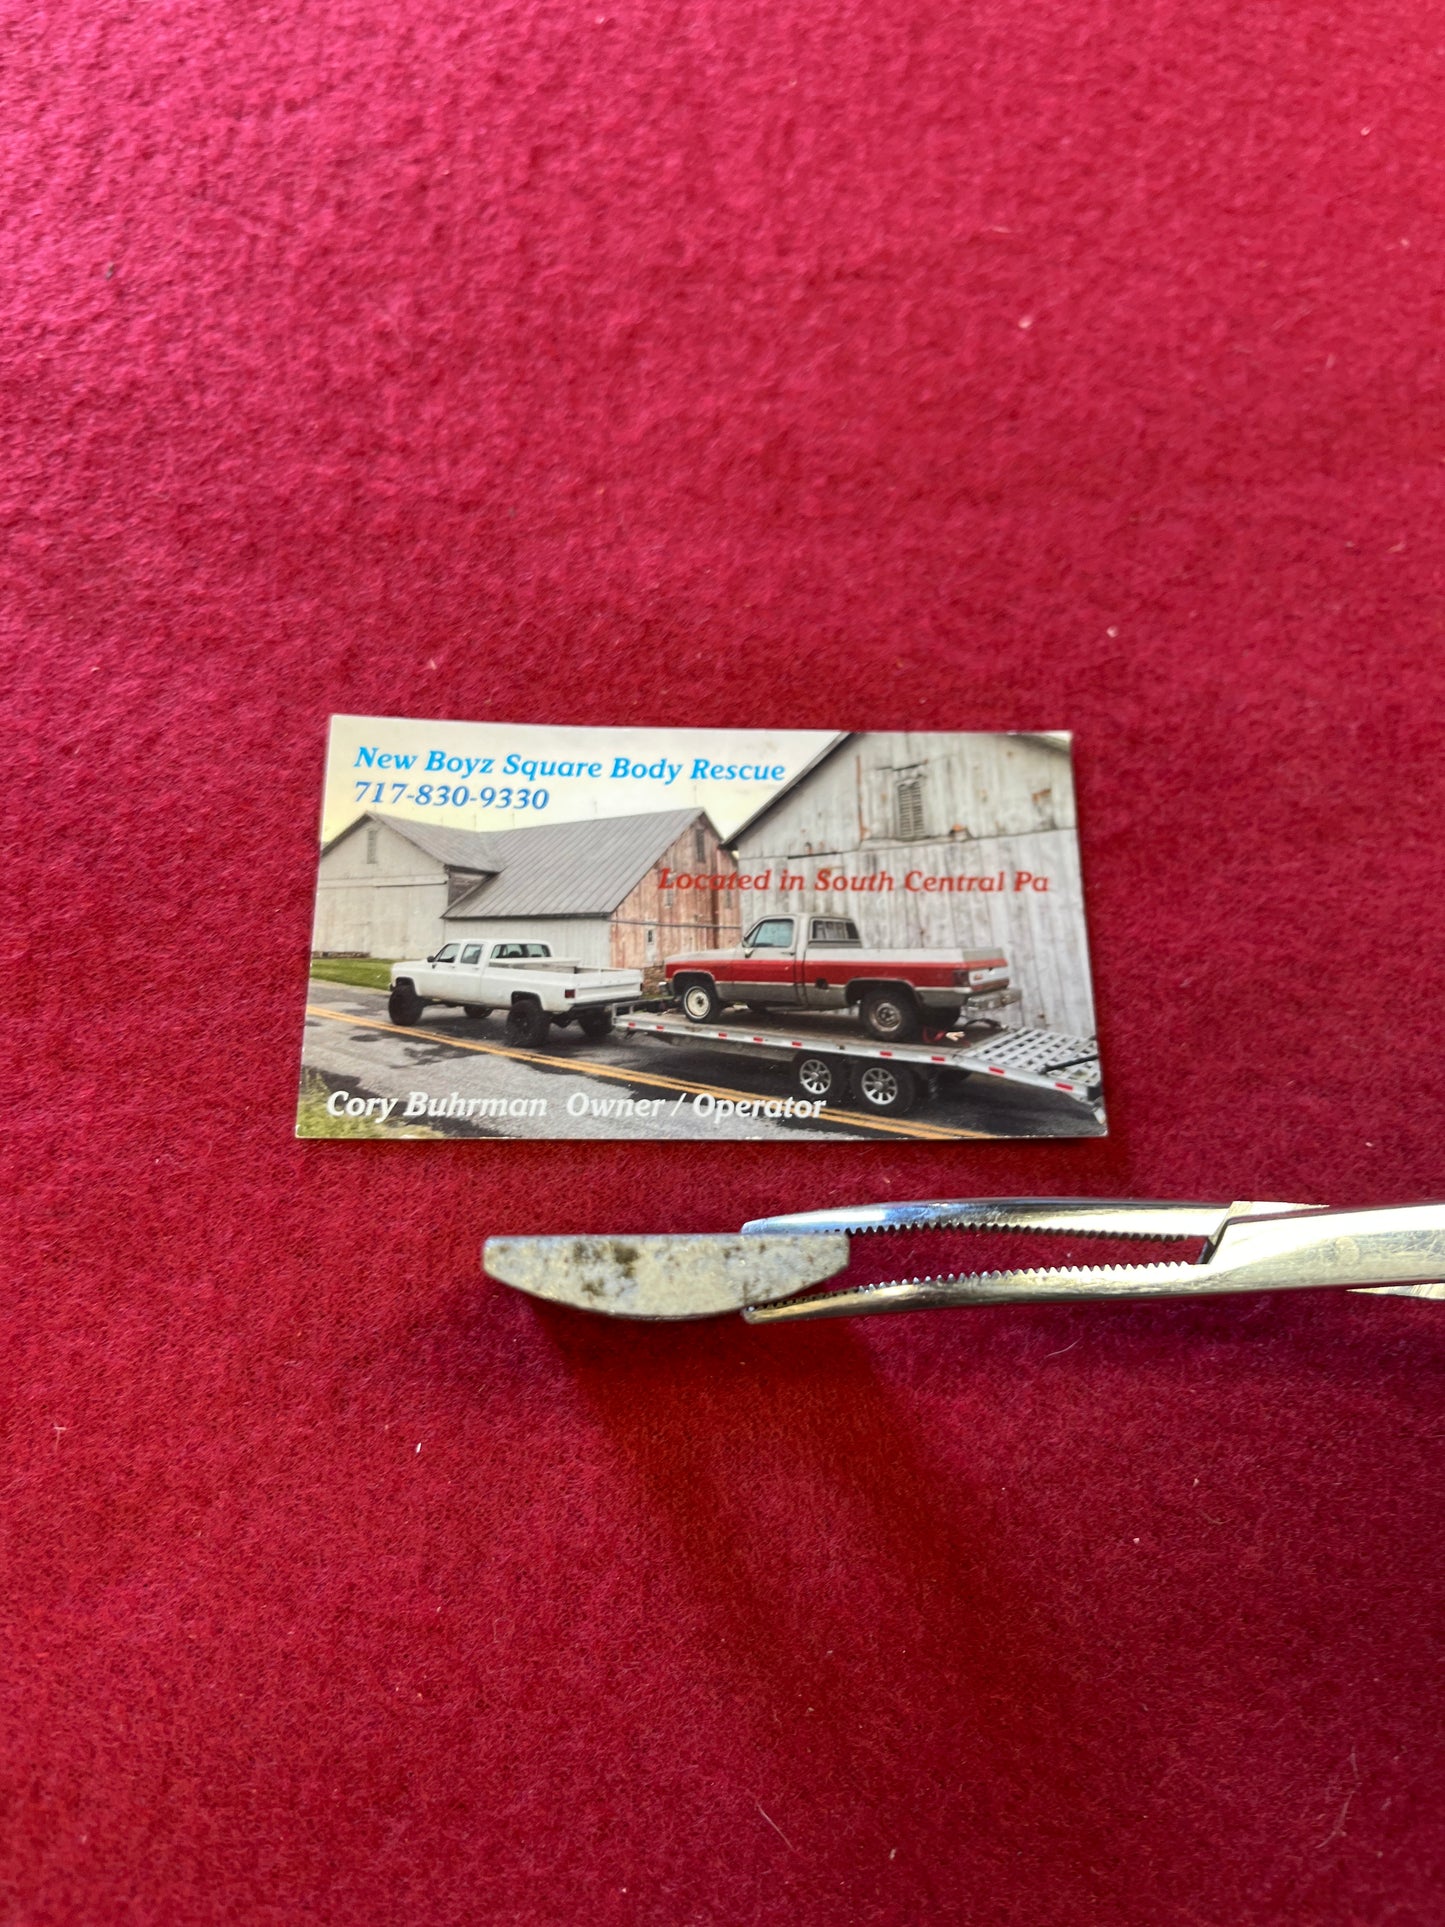 New Boyz Square Body Rescue
717-830-9330
Located in South Central Pa
Cory Buhrman Owner / Operator